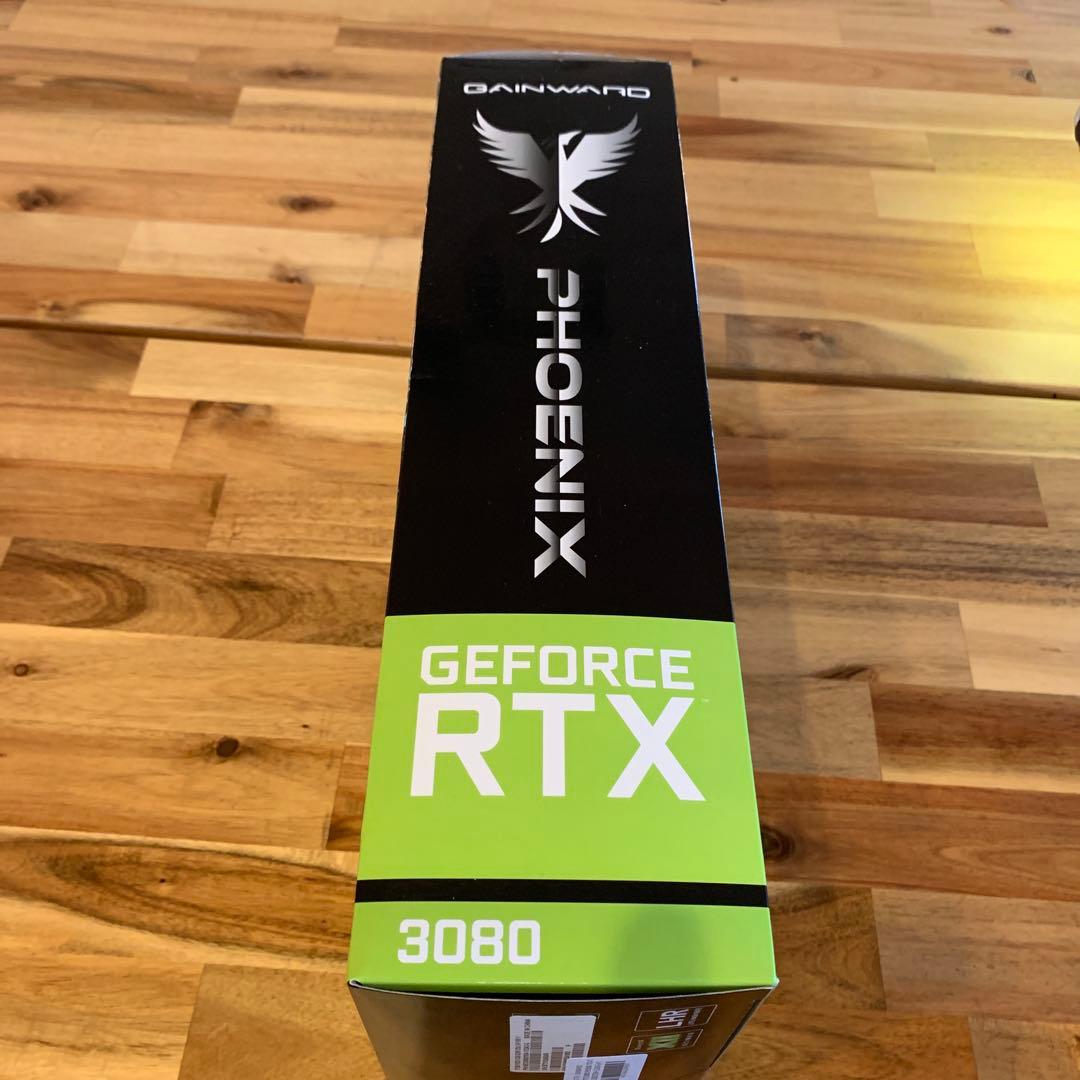 GAINWARD
PHOENIX
GEFORCE
RTX
3080
LHR